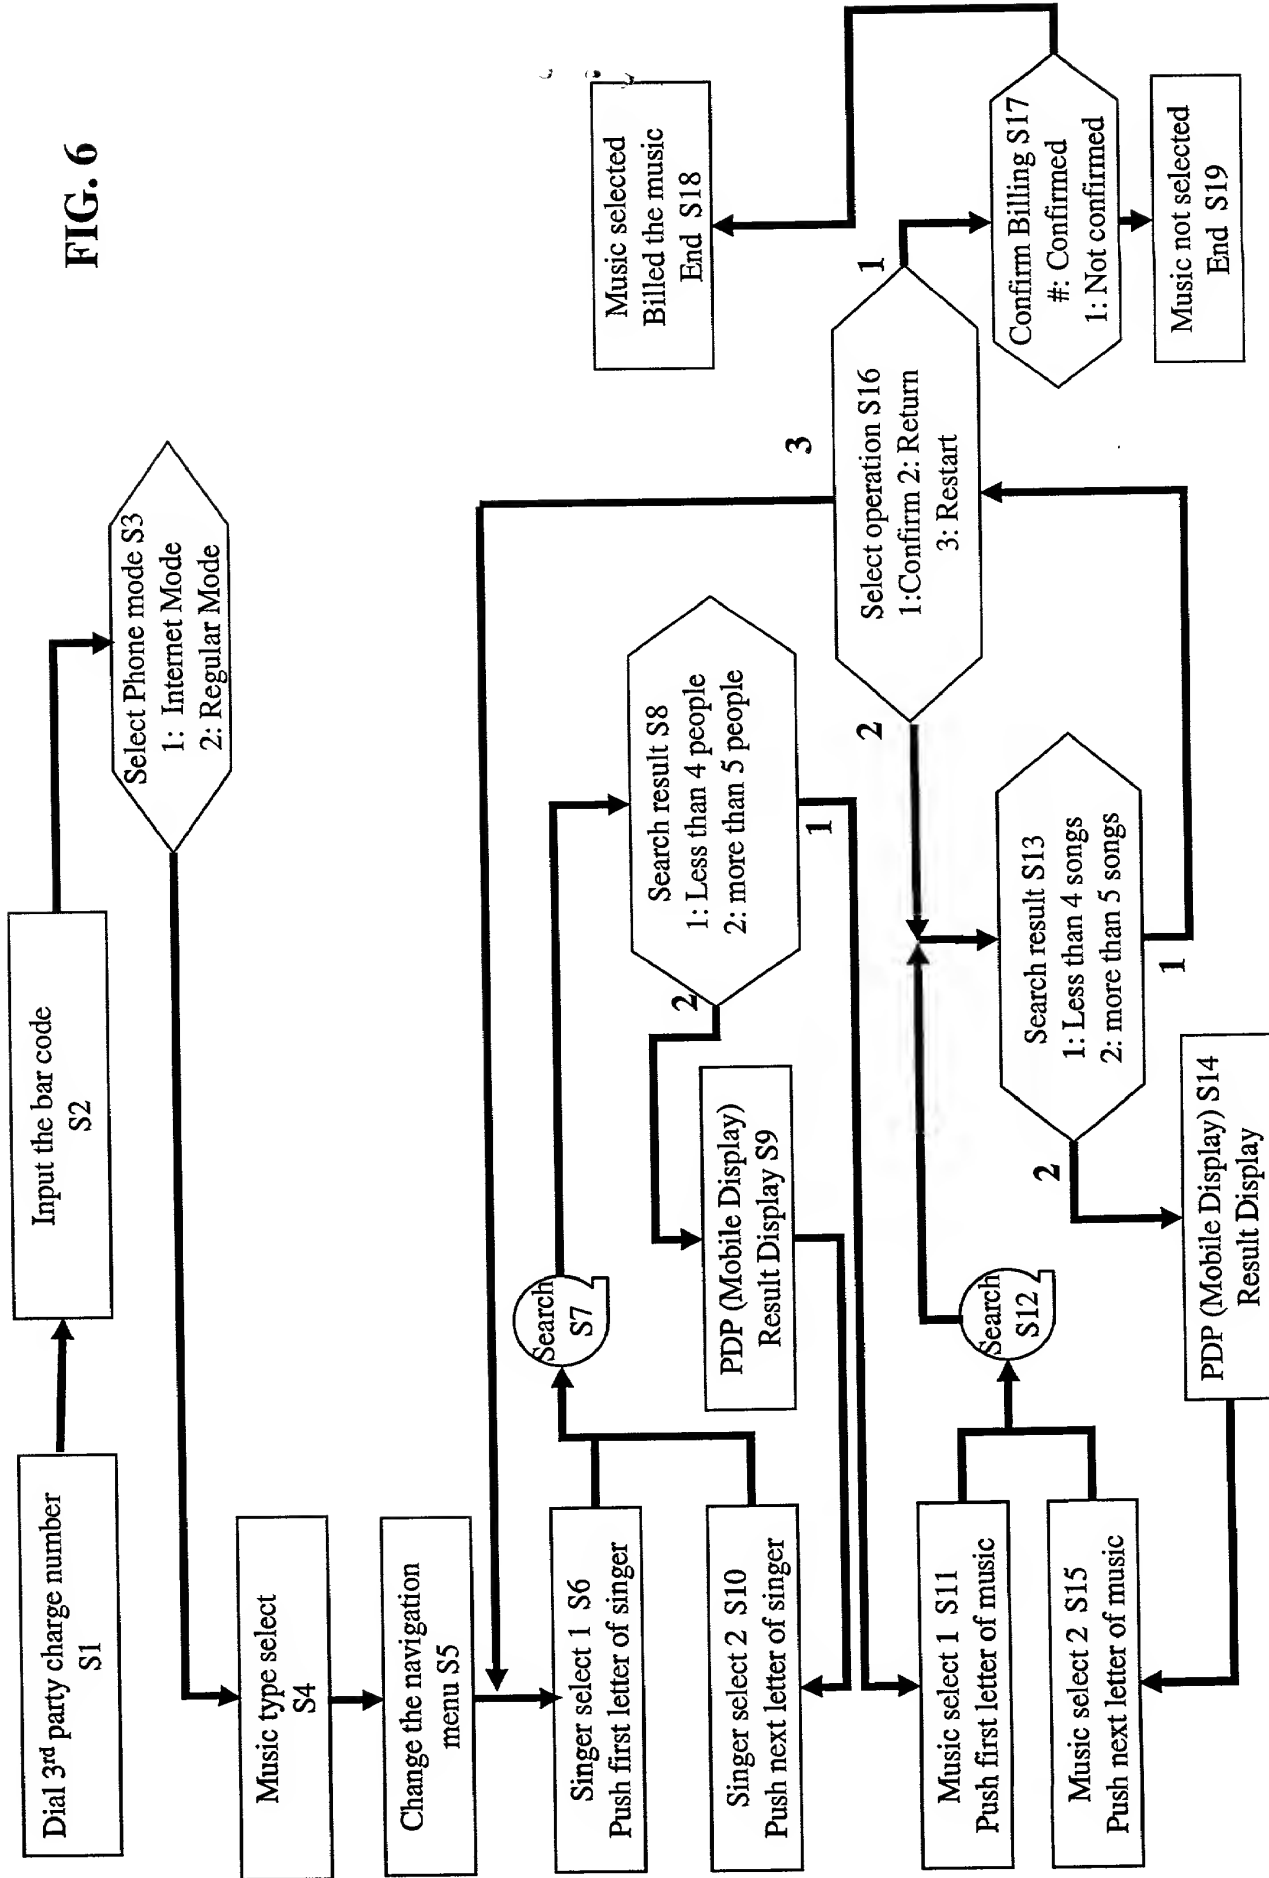 FIG. 6
Dial 3rd party charge number
S1
Input the bar code
S2
Select Phone mode S3
1: Internet Mode
2: Regular Mode
Music type select
S4
Change the navigation
menu S5
Singer select 1 S6
Push first letter of singer
Search
S7
Search result S8
1: Less than 4 people
2: more than 5 people
2
1
PDP (Mobile Display)
Result Display S9
Singer select 2 S10
Push next letter of singer
Music select 1 S11
Push first letter of music
Search
S12
Search result S13
1: Less than 4 songs
2: more than 5 songs
2
1
PDP (Mobile Display) S14
Result Display
Music select 2 S15
Push next letter of music
Select operation S16
1:Confirm 2: Return
3: Restart
3
2
1
Confirm Billing S17
#: Confirmed
1: Not confirmed
Music selected
Billed the music
End S18
Music not selected
End S19